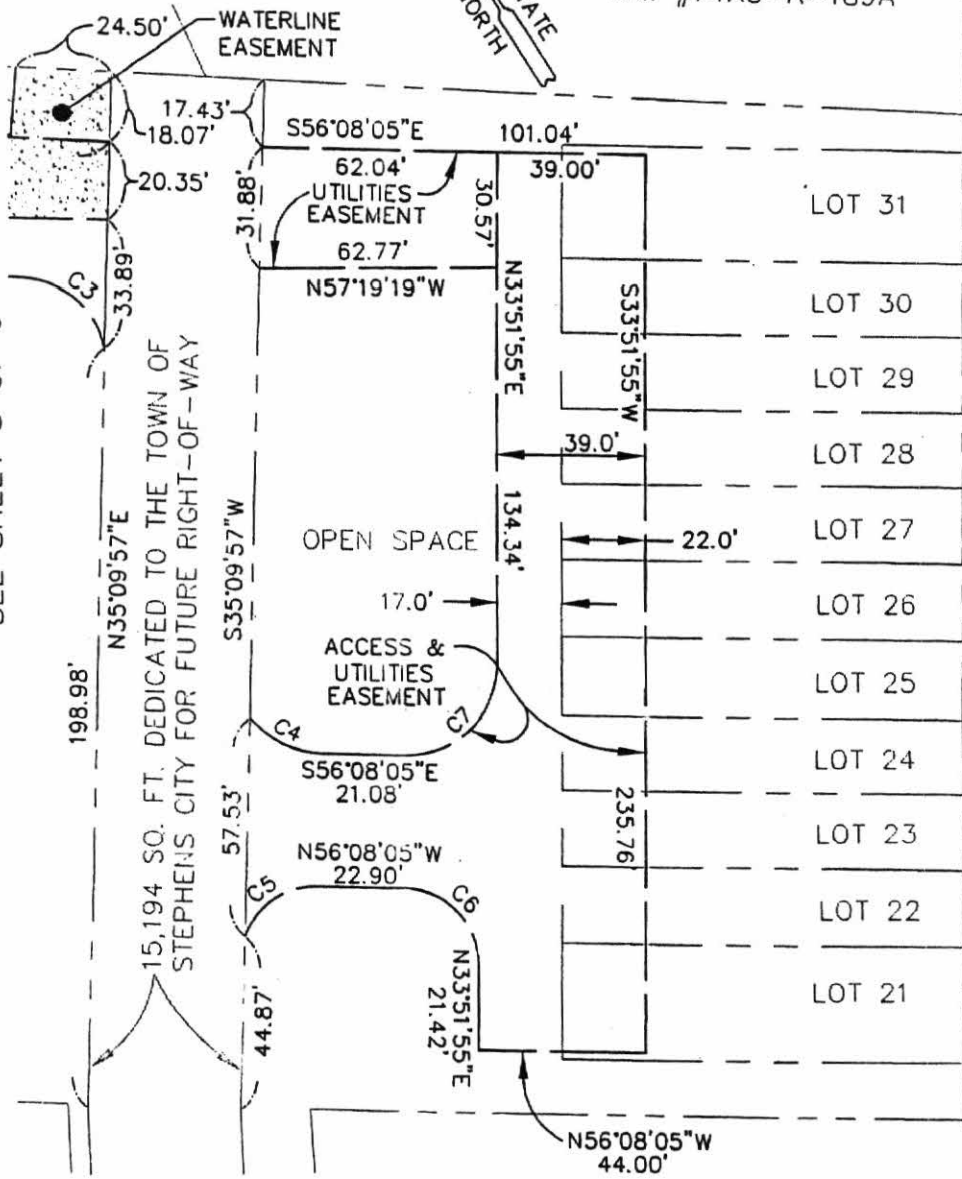 24.50'
WATERLINE
EASEMENT
STATE
NORTH
17.43'
18.07'
S56°08'05"E
101.04'
62.04'
39.00'
20.35'
31.88'
UTILITIES
EASEMENT
30.57'
LOT 31
62.77'
N57°19'19"W
C3
33.89'
N33°51'55"E
S33°51'55"W
LOT 30
LOT 29
39.0'
LOT 28
134.34'
N35°09'57"E
S35°09'57"W
15,194 SQ. FT. DEDICATED TO THE TOWN OF
STEPHENS CITY FOR FUTURE RIGHT-OF-WAY
OPEN SPACE
22.0'
LOT 27
17.0'
LOT 26
ACCESS &
UTILITIES
EASEMENT
LOT 25
198.98'
C4
C7
S56°08'05"E
21.08'
LOT 24
57.53'
235.76'
LOT 23
N56°08'05"W
22.90'
C5
C6
LOT 22
44.87'
N33°51'55"E
21.42'
LOT 21
N56°08'05"W
44.00'